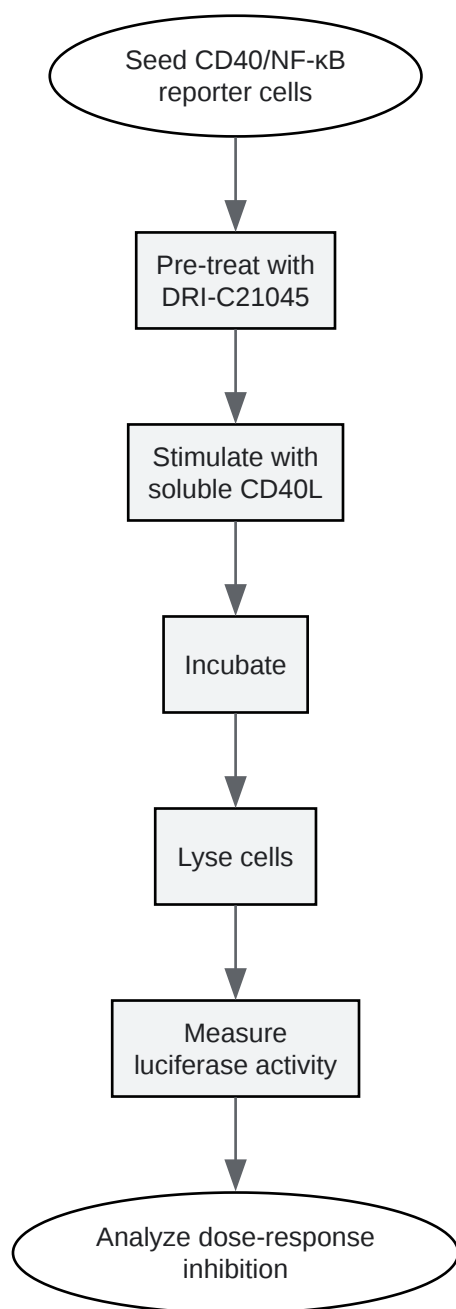 Seed CD40/NF-κB
reporter cells
Pre-treat with
DRI-C21045
Stimulate with
soluble CD40L
Incubate
Lyse cells
Measure
luciferase activity
Analyze dose-response
inhibition